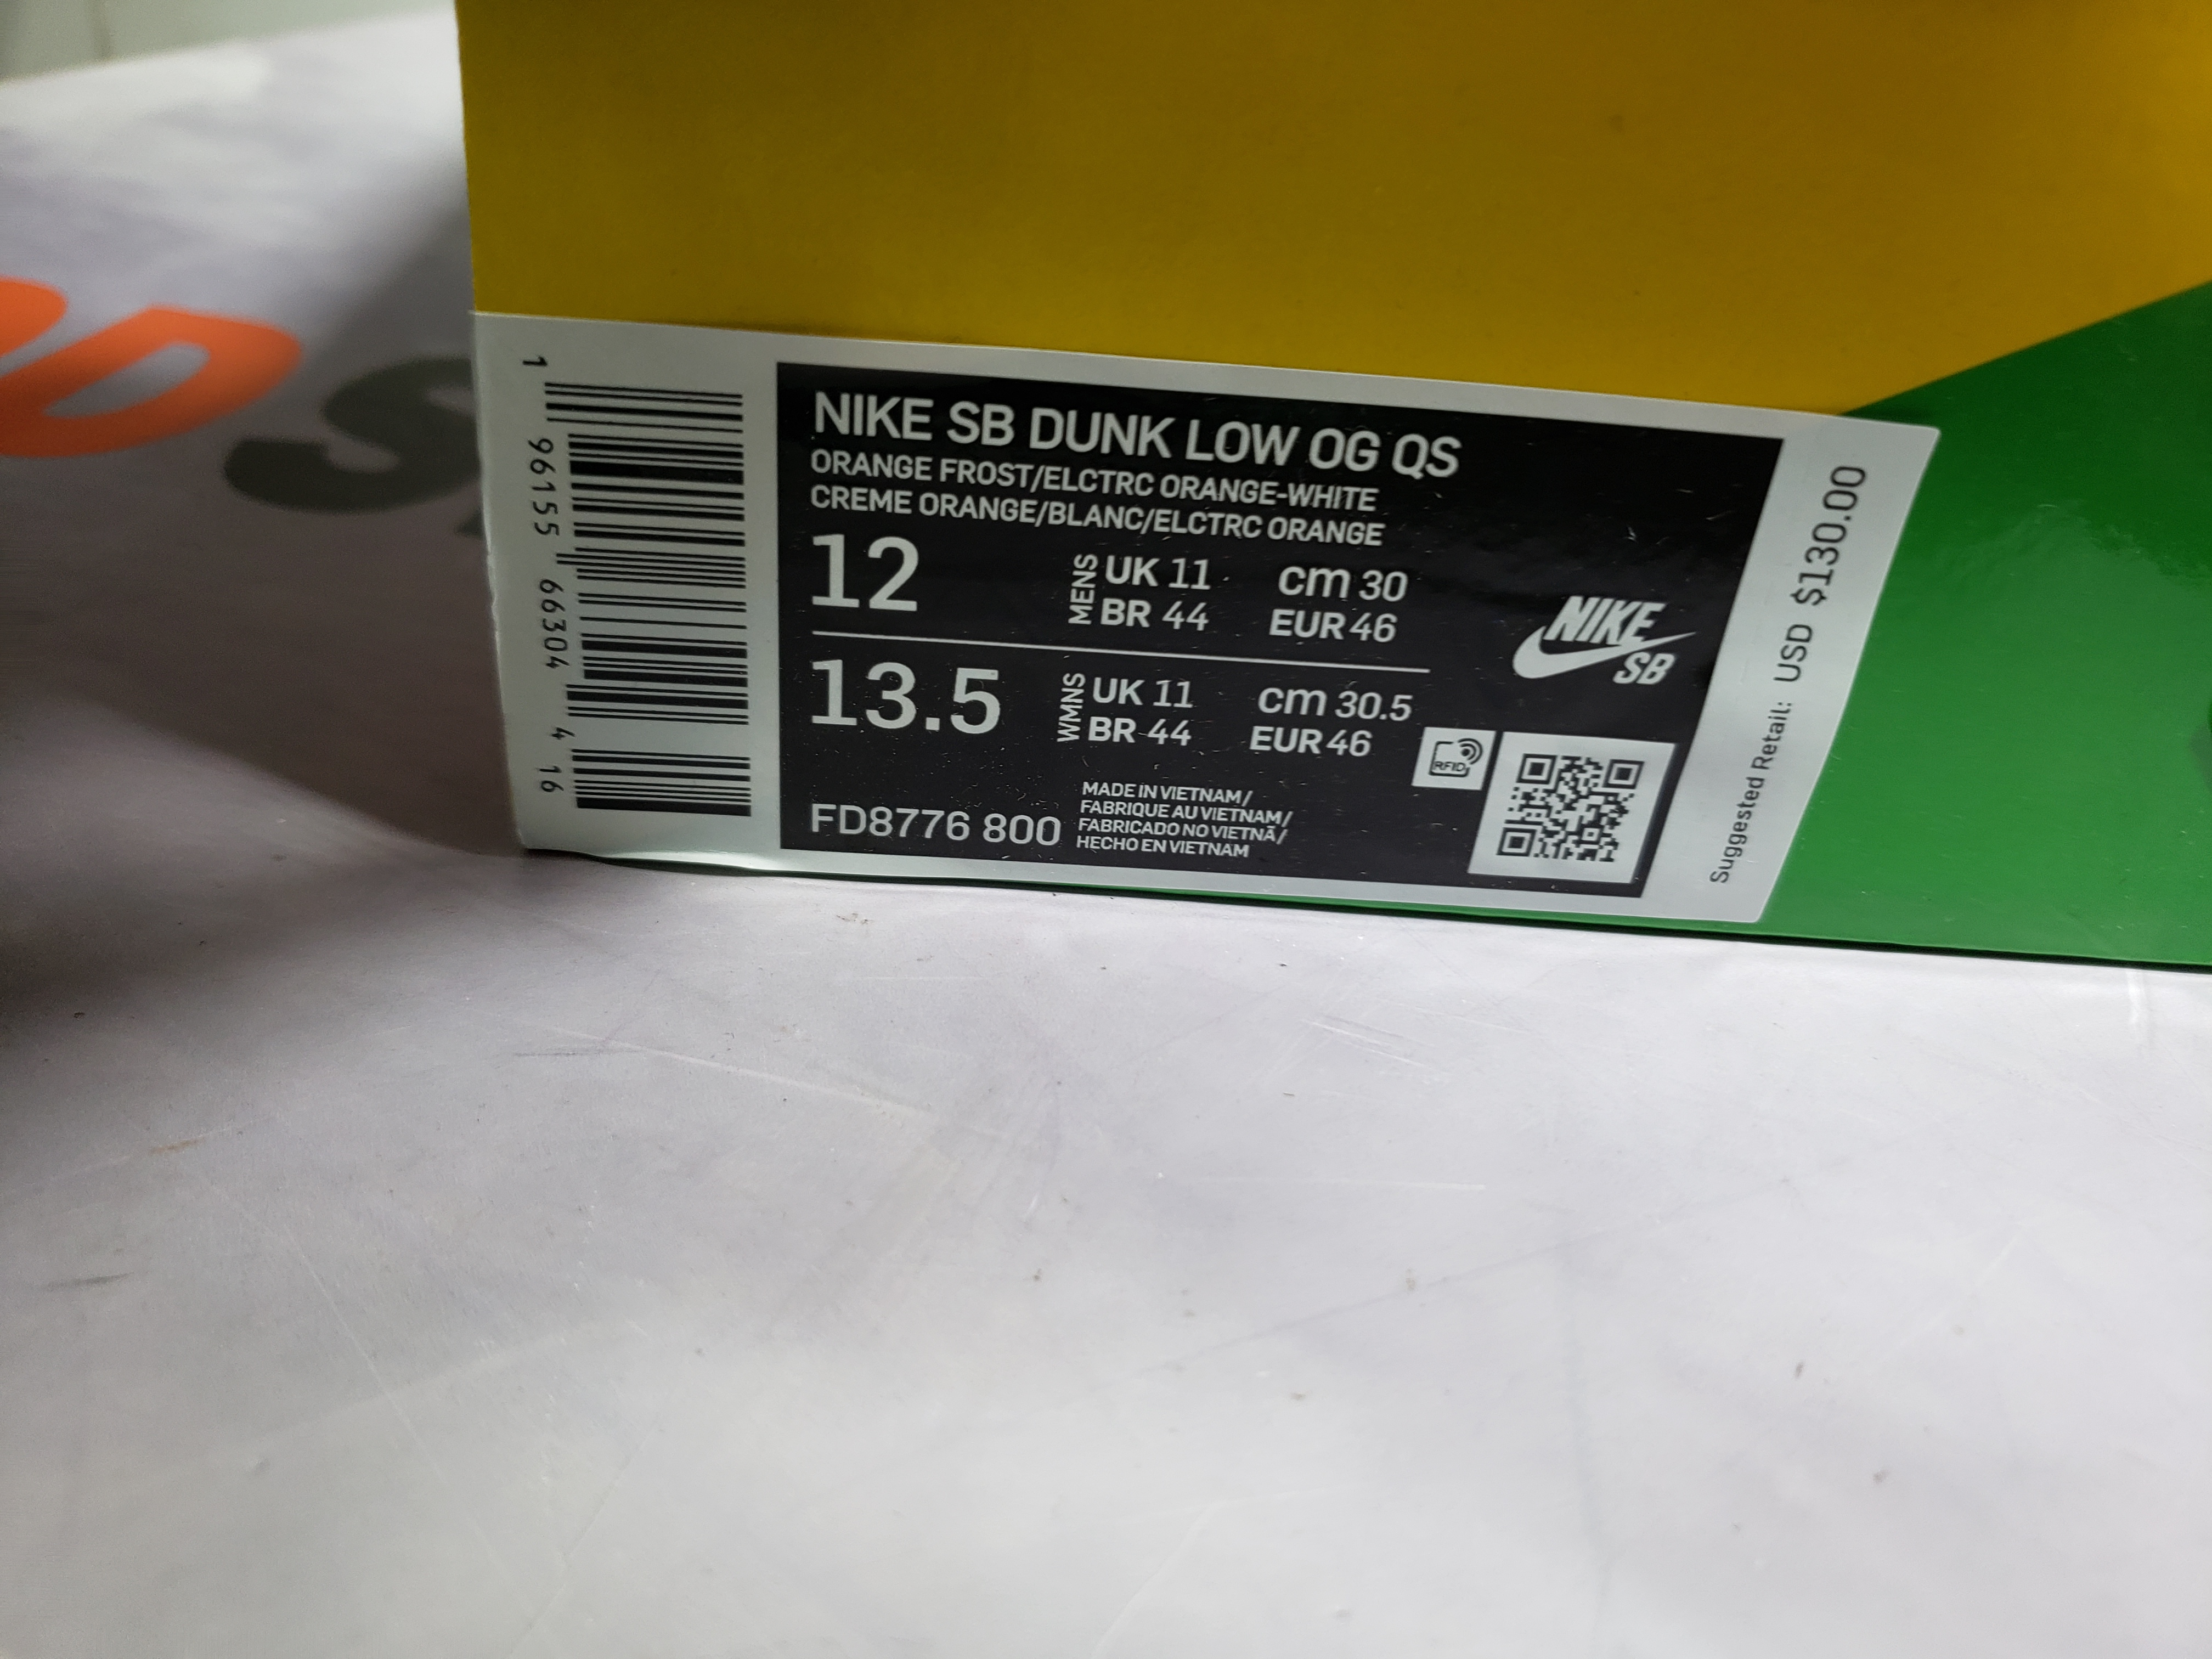 NIKE SB DUNK LOW OG QS
ORANGE FROST/ELCTRC ORANGE-WHITE
CREME ORANGE/BLANC/ELCTRC ORANGE
12 MENS UK 11 cm 30
BR 44 EUR 46
13.5 WMNS UK 11 cm 30.5
BR 44 EUR 46
FD8776 800
MADE IN VIETNAM/
FABRIQUE AU VIETNAM/
FABRICADO NO VIETNÃ/
HECHO EN VIETNAM
NIKE
SB
RFID
Suggested Retail: USD $130.00
1 96155 66304 4 16